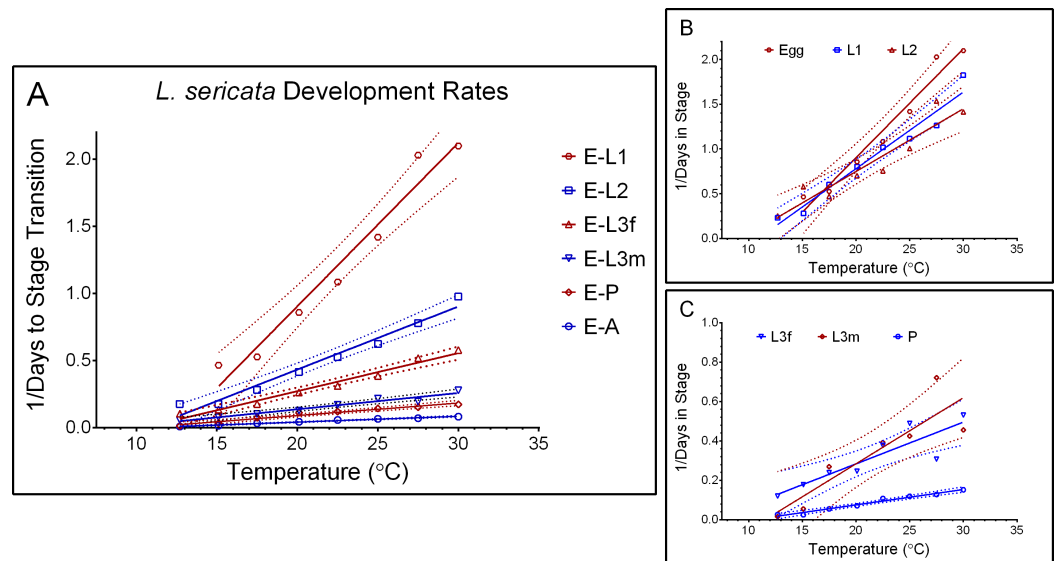 A
L. sericata Development Rates
1/Days to Stage Transition
2.0
1.5
1.0
0.5
0.0
10
15
20
25
30
35
Temperature (°C)
E-L1
E-L2
E-L3f
E-L3m
E-P
E-A
B
Egg L1 L2
1/Days in Stage
2.0
1.5
1.0
0.5
0.0
10
15
20
25
30
35
Temperature (°C)
C
L3f L3m P
1/Days in Stage
1.0
0.8
0.6
0.4
0.2
0.0
10
15
20
25
30
35
Temperature (°C)